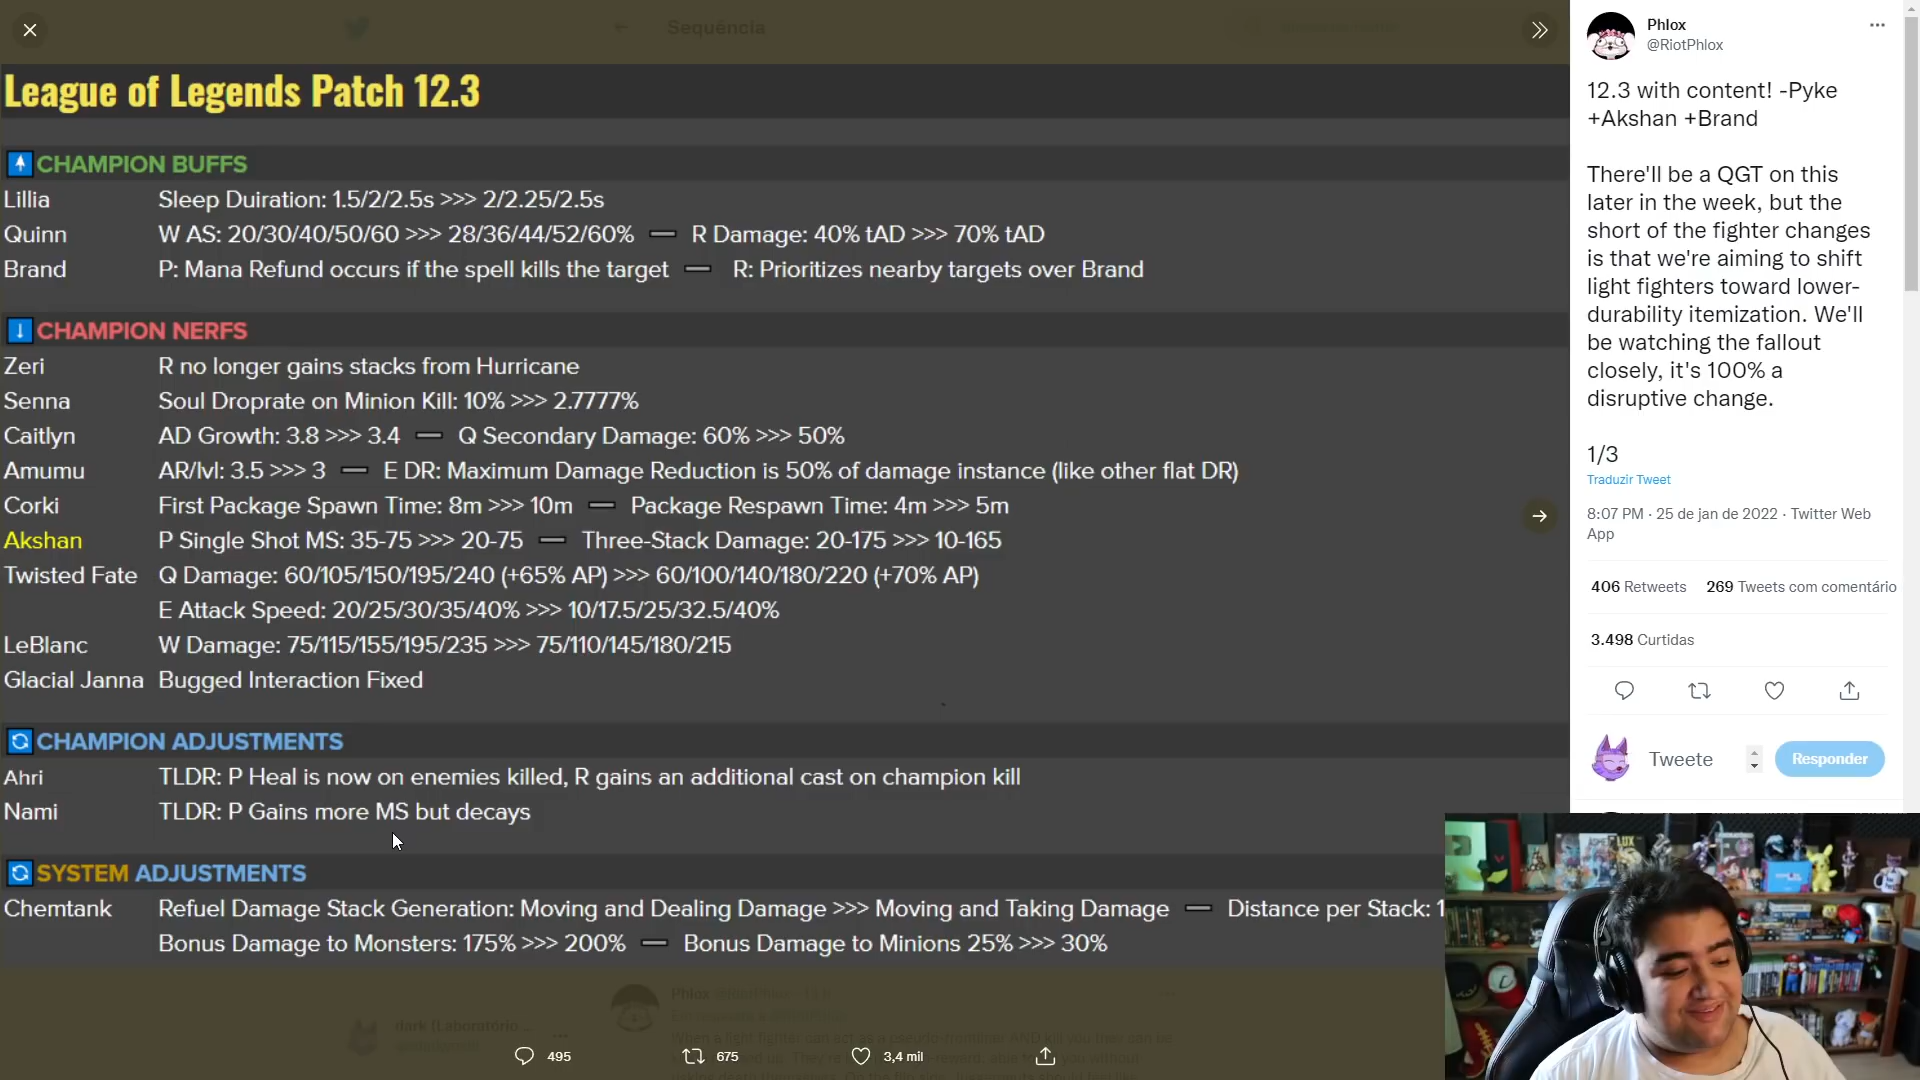 Sequência
League of Legends Patch 12.3
CHAMPION BUFFS
Lillia Sleep Duiration: 1.5/2/2.5s >>> 2/2.25/2.5s
Quinn W AS: 20/30/40/50/60 >>> 28/36/44/52/60% — R Damage: 40% tAD >>> 70% tAD
Brand P: Mana Refund occurs if the spell kills the target — R: Prioritizes nearby targets over Brand
CHAMPION NERFS
Zeri R no longer gains stacks from Hurricane
Senna Soul Droprate on Minion Kill: 10% >>> 2.7777%
Caitlyn AD Growth: 3.8 >>> 3.4 — Q Secondary Damage: 60% >>> 50%
Amumu AR/lvl: 3.5 >>> 3 — E DR: Maximum Damage Reduction is 50% of damage instance (like other flat DR)
Corki First Package Spawn Time: 8m >>> 10m — Package Respawn Time: 4m >>> 5m
Akshan P Single Shot MS: 35-75 >>> 20-75 — Three-Stack Damage: 20-175 >>> 10-165
Twisted Fate Q Damage: 60/105/150/195/240 (+65% AP) >>> 60/100/140/180/220 (+70% AP)
E Attack Speed: 20/25/30/35/40% >>> 10/17.5/25/32.5/40%
LeBlanc W Damage: 75/115/155/195/235 >>> 75/110/145/180/215
Glacial Janna Bugged Interaction Fixed
CHAMPION ADJUSTMENTS
Ahri TLDR: P Heal is now on enemies killed, R gains an additional cast on champion kill
Nami TLDR: P Gains more MS but decays
SYSTEM ADJUSTMENTS
Chemtank Refuel Damage Stack Generation: Moving and Dealing Damage >>> Moving and Taking Damage — Distance per Stack: 1
Bonus Damage to Monsters: 175% >>> 200% — Bonus Damage to Minions 25% >>> 30%
Phlox @RiotPhlox
dark (Laboratório ...
495 675 3,4 mil
Phlox
@RiotPhlox
12.3 with content! -Pyke
+Akshan +Brand
There'll be a QGT on this
later in the week, but the
short of the fighter changes
is that we're aiming to shift
light fighters toward lower-
durability itemization. We'll
be watching the fallout
closely, it's 100% a
disruptive change.
1/3
Traduzir Tweet
8:07 PM · 25 de jan de 2022 · Twitter Web
App
406 Retweets 269 Tweets com comentário
3.498 Curtidas
Tweete Responder